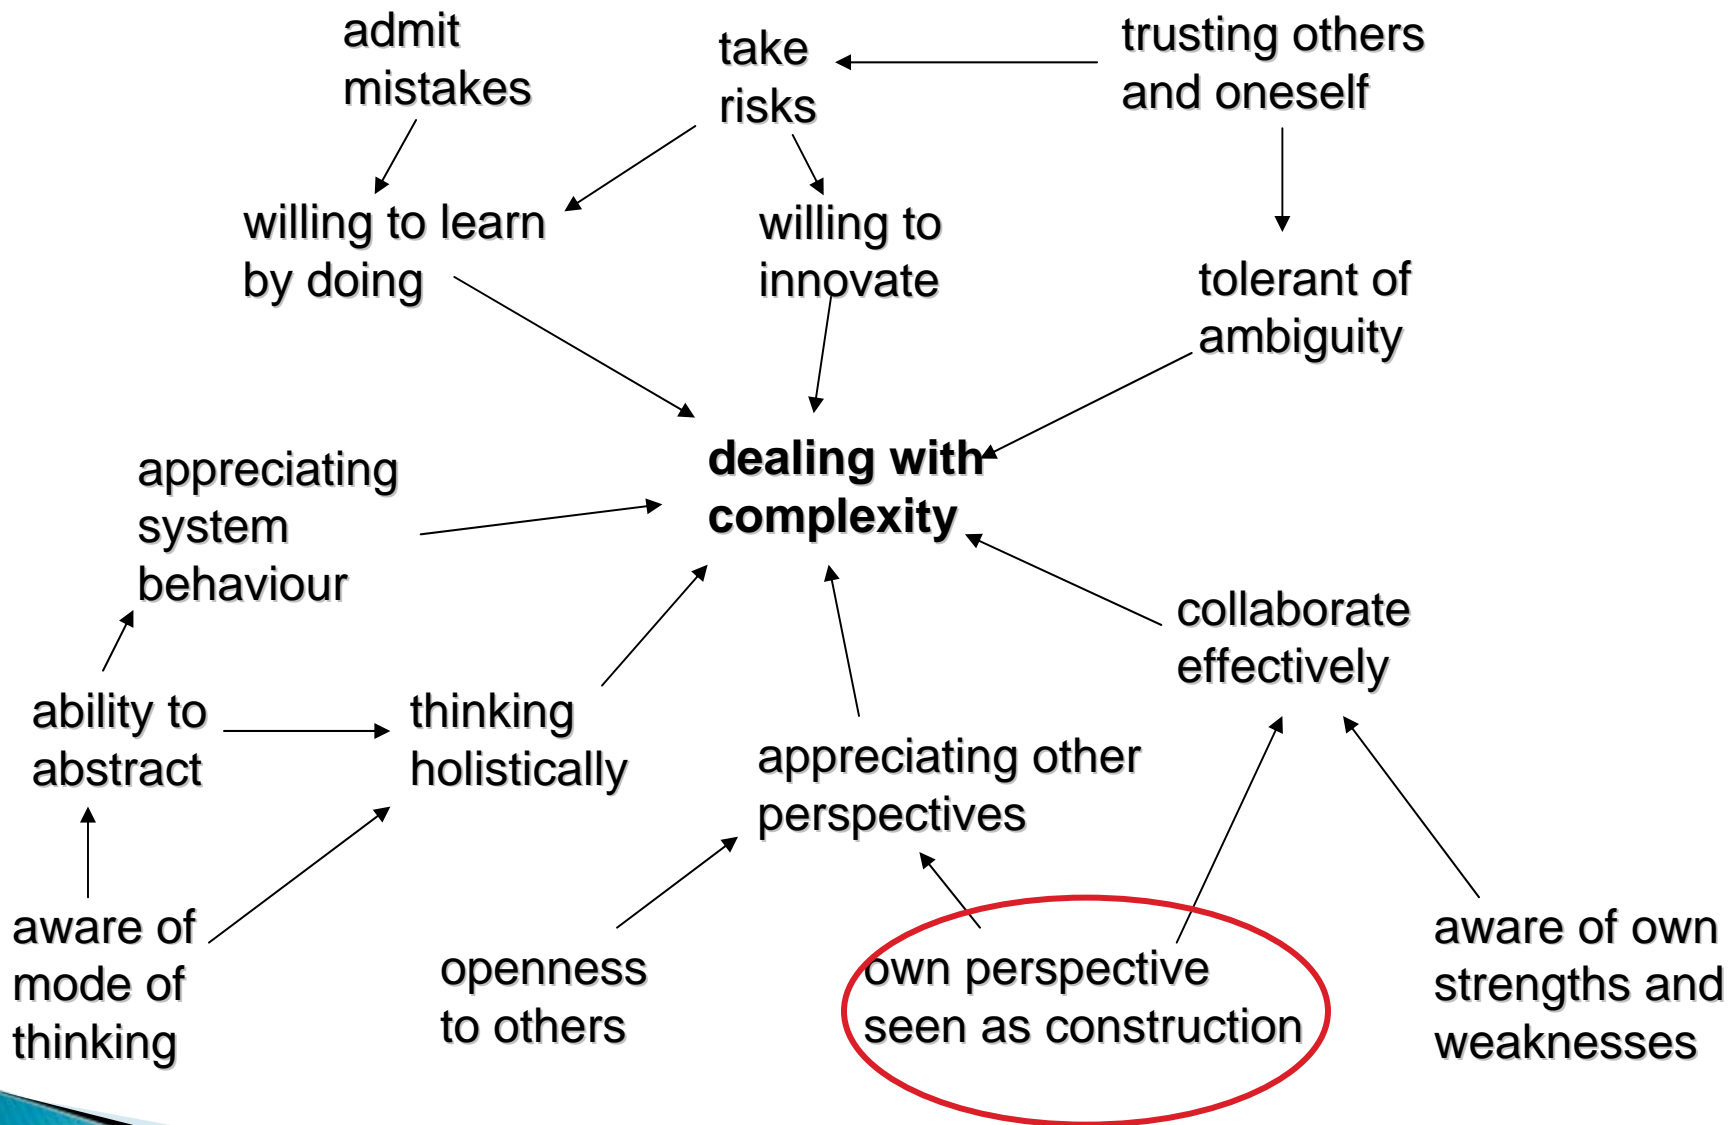 admit
mistakes
take
risks
trusting others
and oneself
willing to learn
by doing
willing to
innovate
tolerant of
ambiguity
dealing with
complexity
appreciating
system
behaviour
collaborate
effectively
ability to
abstract
thinking
holistically
appreciating other
perspectives
aware of
mode of
thinking
openness
to others
own perspective
seen as construction
aware of own
strengths and
weaknesses